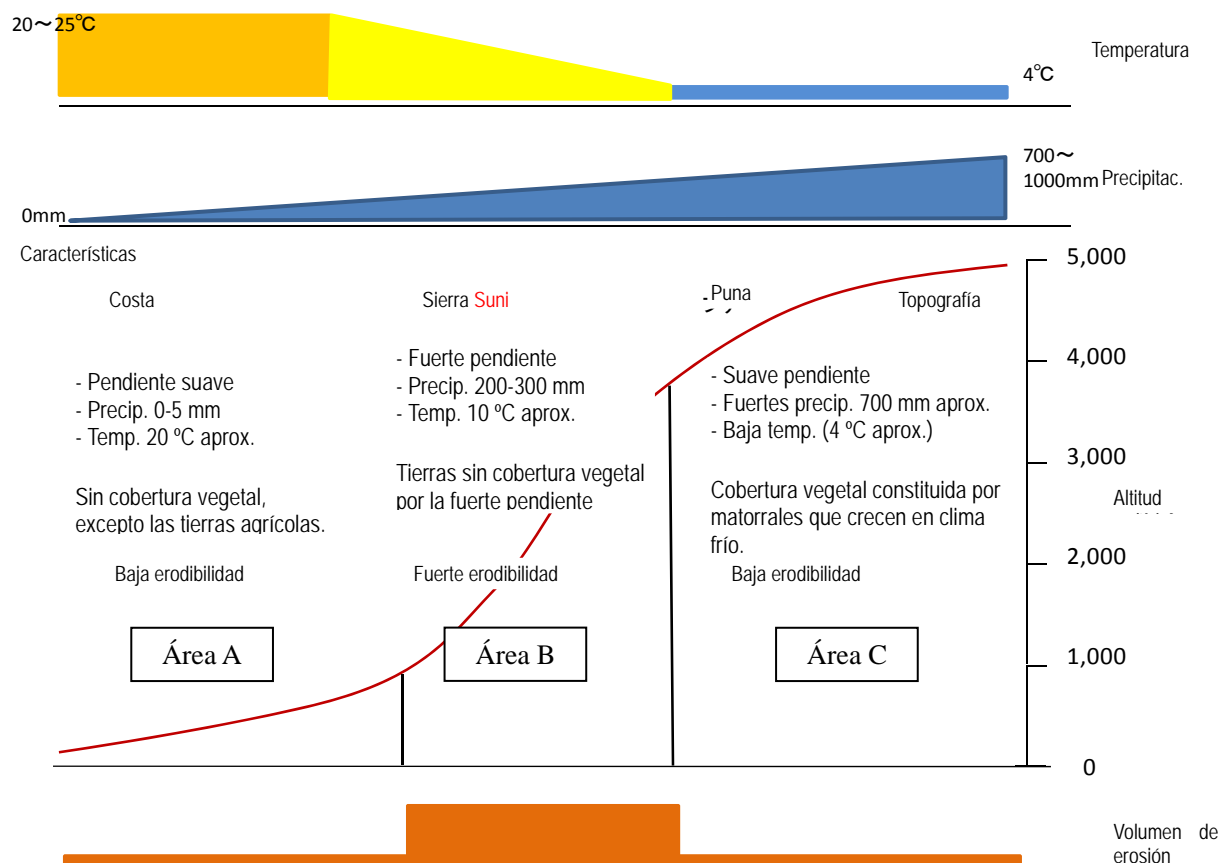 20~25℃
Temperatura
4℃
700~
1000mm
Precipitac.
0mm
Características
Costa
Sierra Suni
Puna
Topografía
- Pendiente suave
- Precip. 0-5 mm
- Temp. 20 ºC aprox.
Sin cobertura vegetal,
excepto las tierras agrícolas.
Baja erodibilidad
Área A
- Fuerte pendiente
- Precip. 200-300 mm
- Temp. 10 ºC aprox.
Tierras sin cobertura vegetal
por la fuerte pendiente
Fuerte erodibilidad
Área B
- Suave pendiente
- Fuertes precip. 700 mm aprox.
- Baja temp. (4 ºC aprox.)
Cobertura vegetal constituida por
matorrales que crecen en clima
frío.
Baja erodibilidad
Área C
5,000
4,000
3,000
Altitud
2,000
1,000
0
Volumen de
erosión